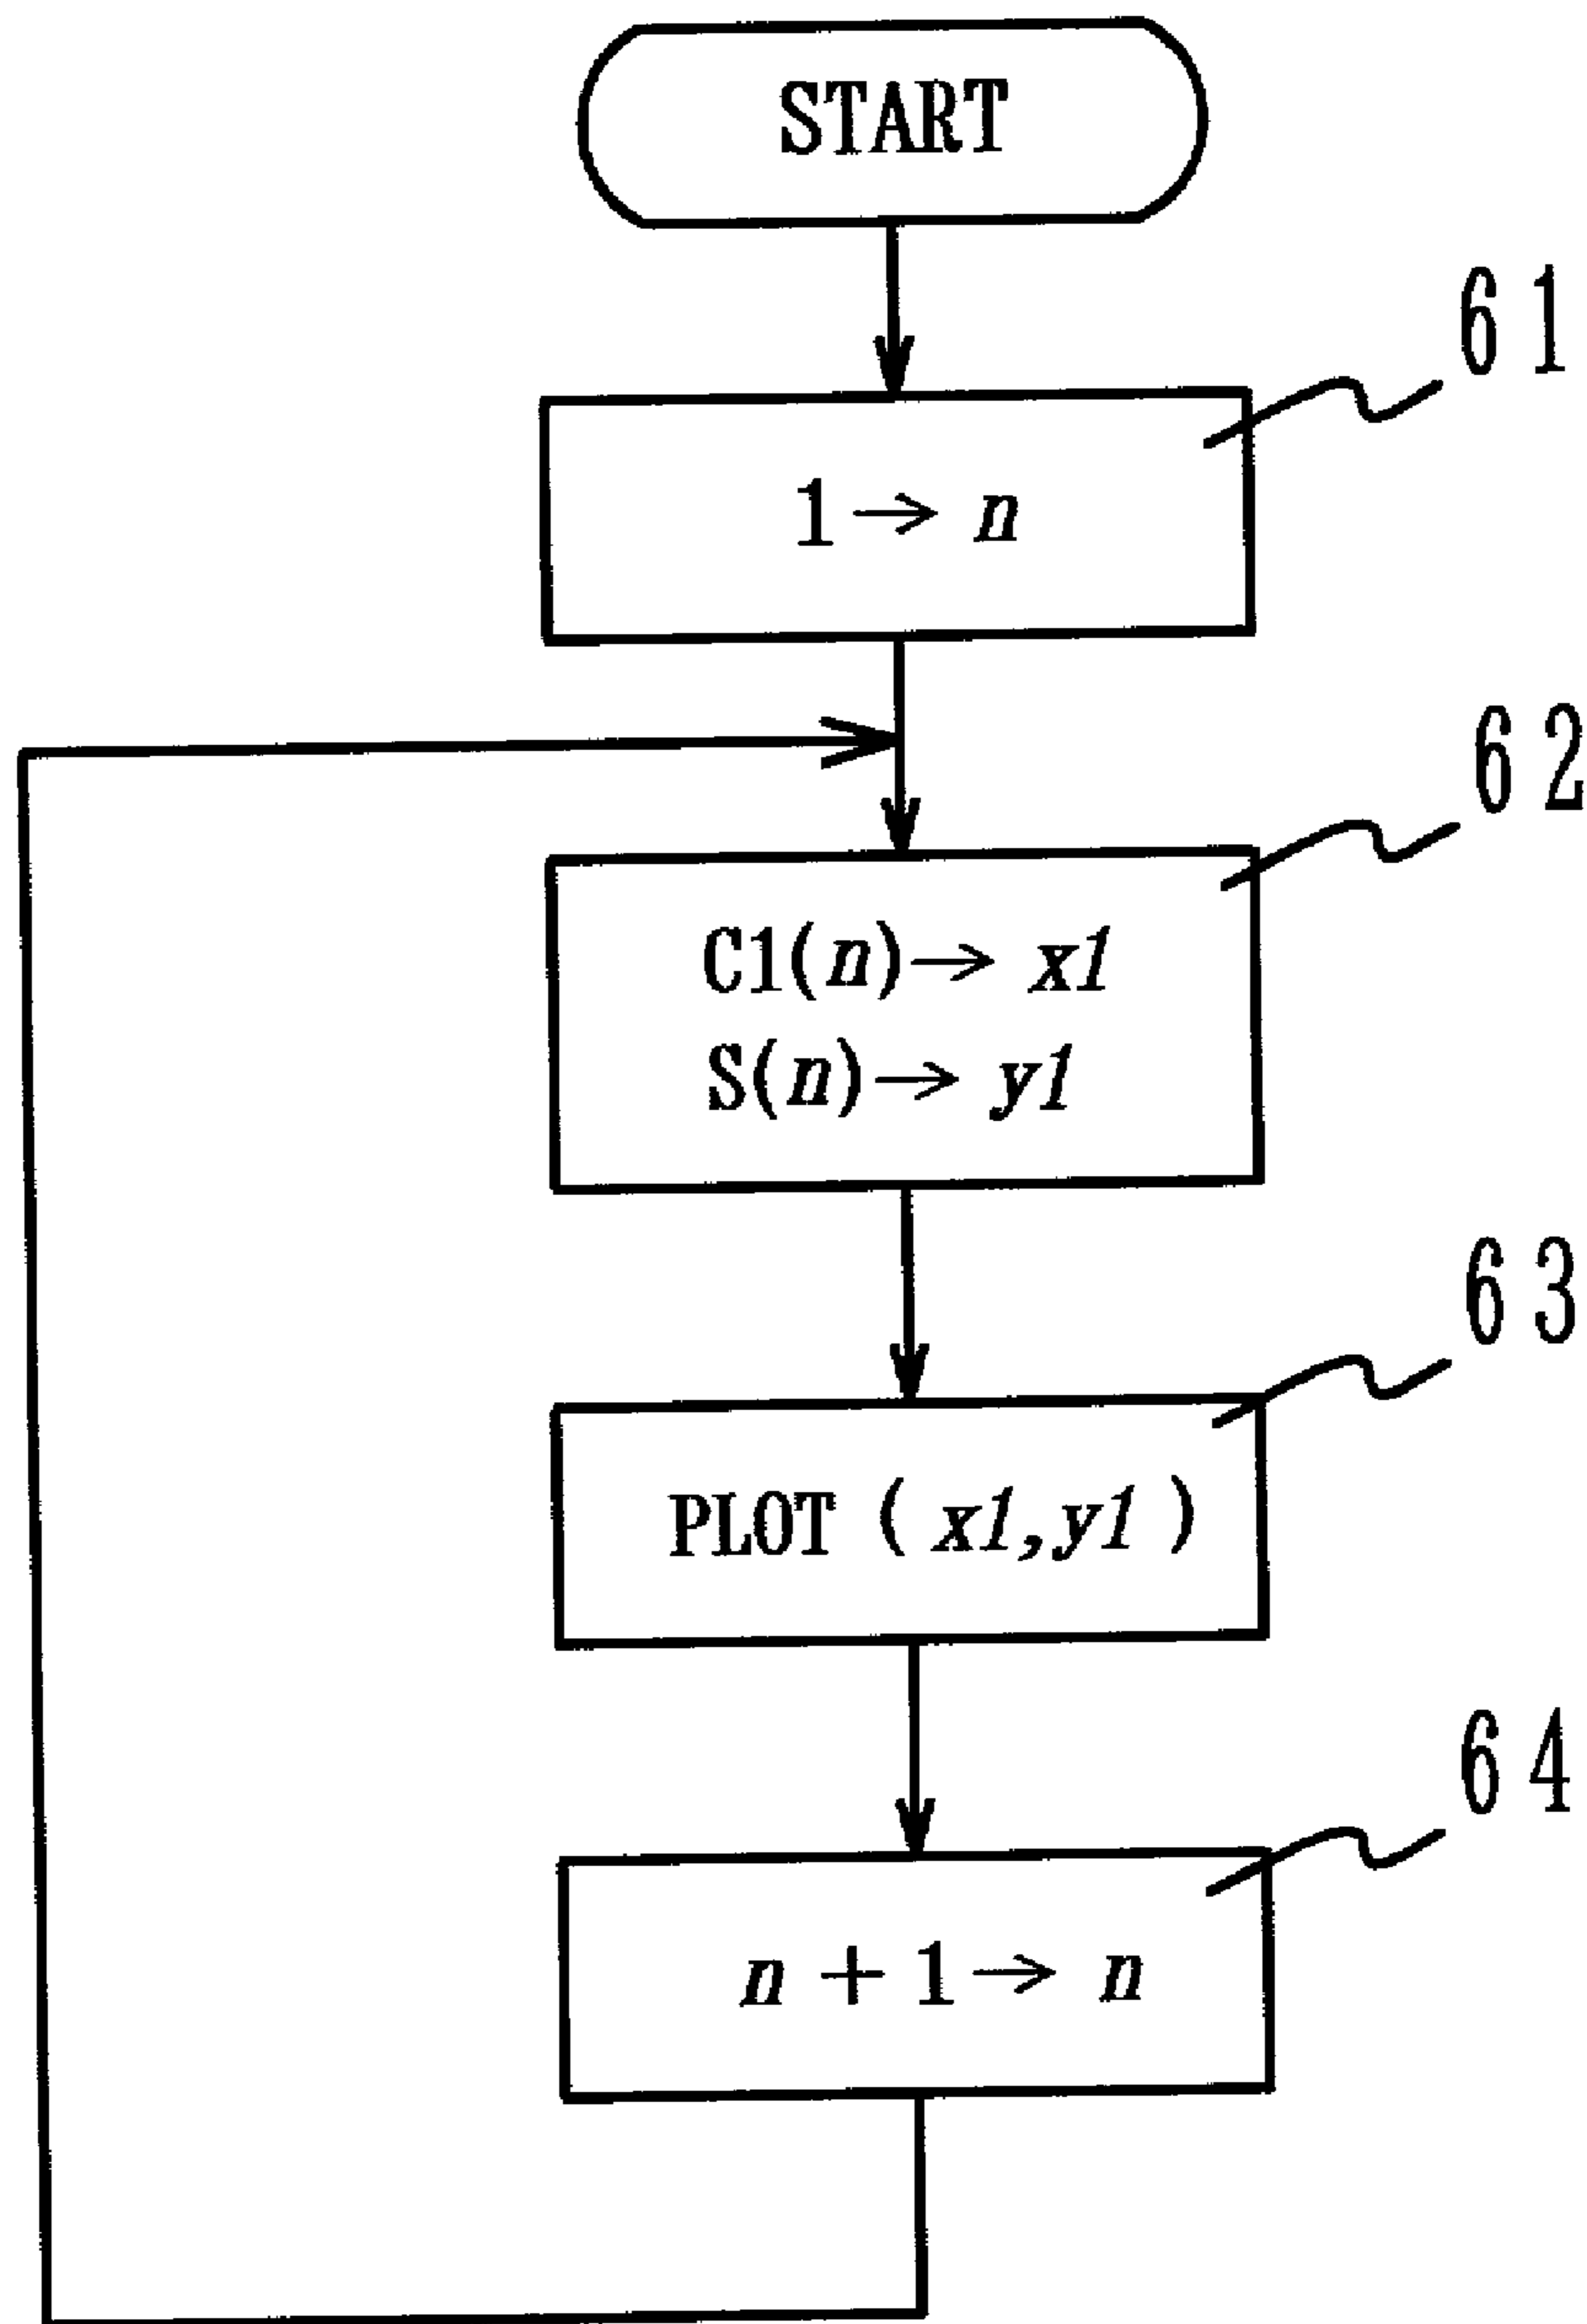 START
61
1→n
62
C1(n)→x1
S(n)→y1
63
PLOT (x1,y1)
64
n+1→n